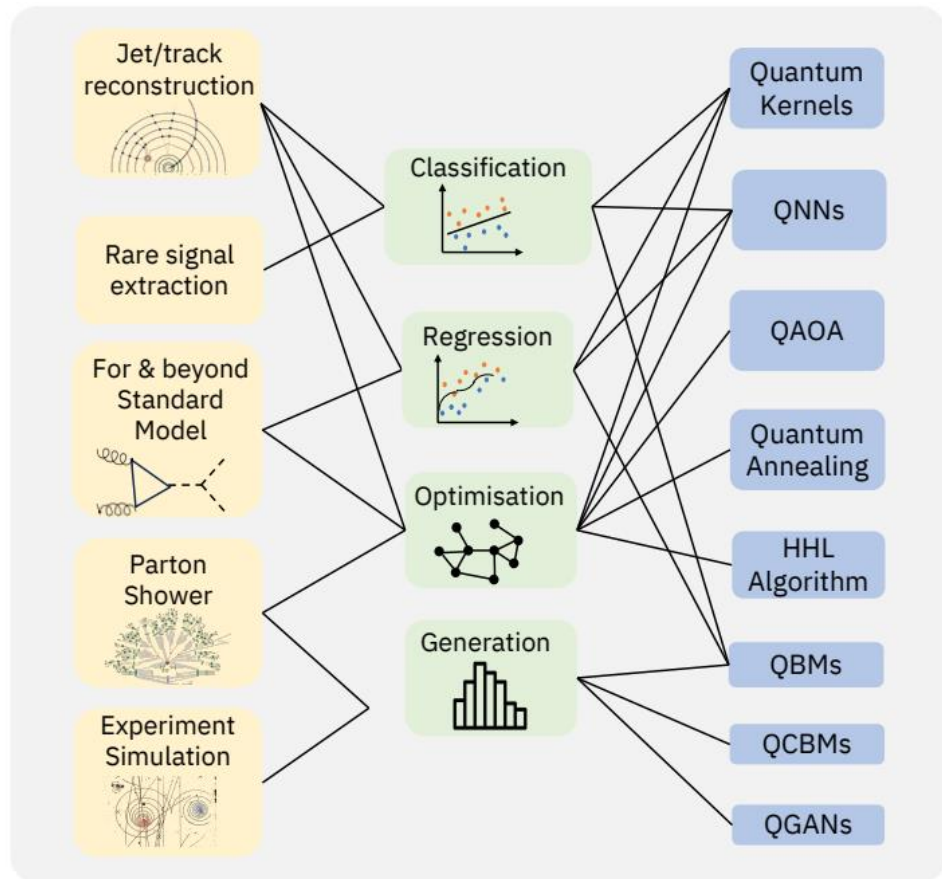 Jet/track
reconstruction
Rare signal
extraction
For & beyond
Standard
Model
Parton
Shower
Experiment
Simulation
Classification
Regression
Optimisation
Generation
Quantum
Kernels
QNNs
QAOA
Quantum
Annealing
HHL
Algorithm
QBMs
QCBMs
QGANs